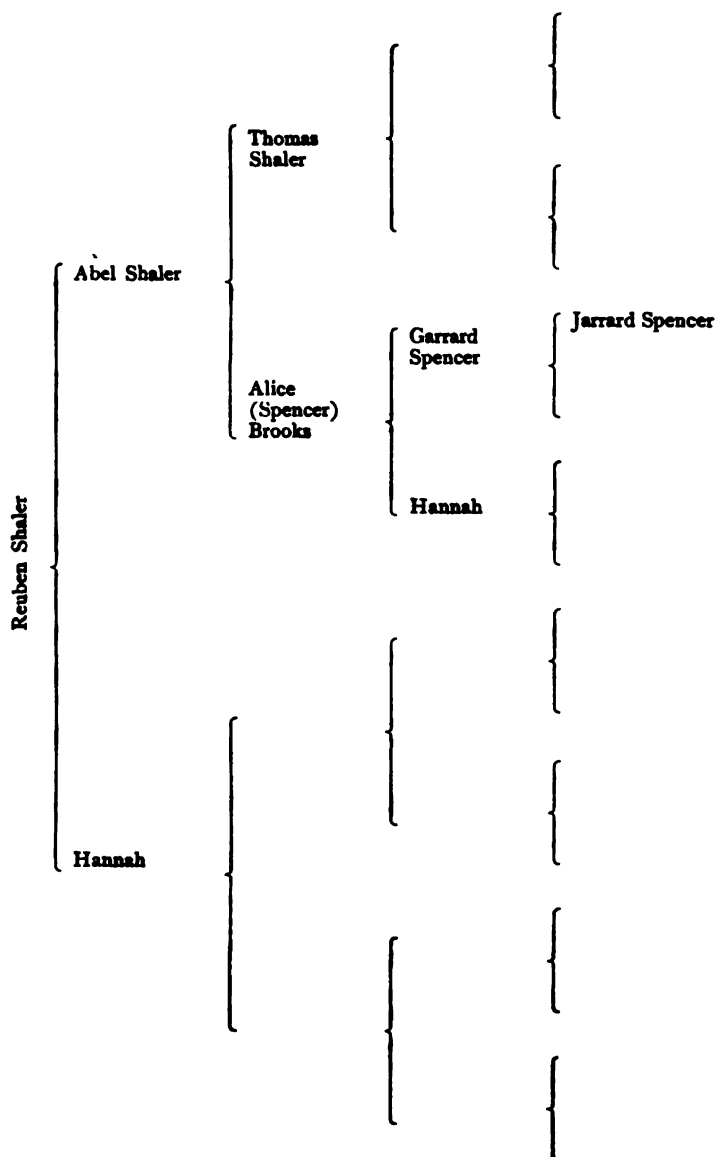 Thomas
Shaler
Abel Shaler
Jarrard Spencer
Garrard
Spencer
Alice
(Spencer)
Brooks
Hannah
Reuben Shaler
Hannah